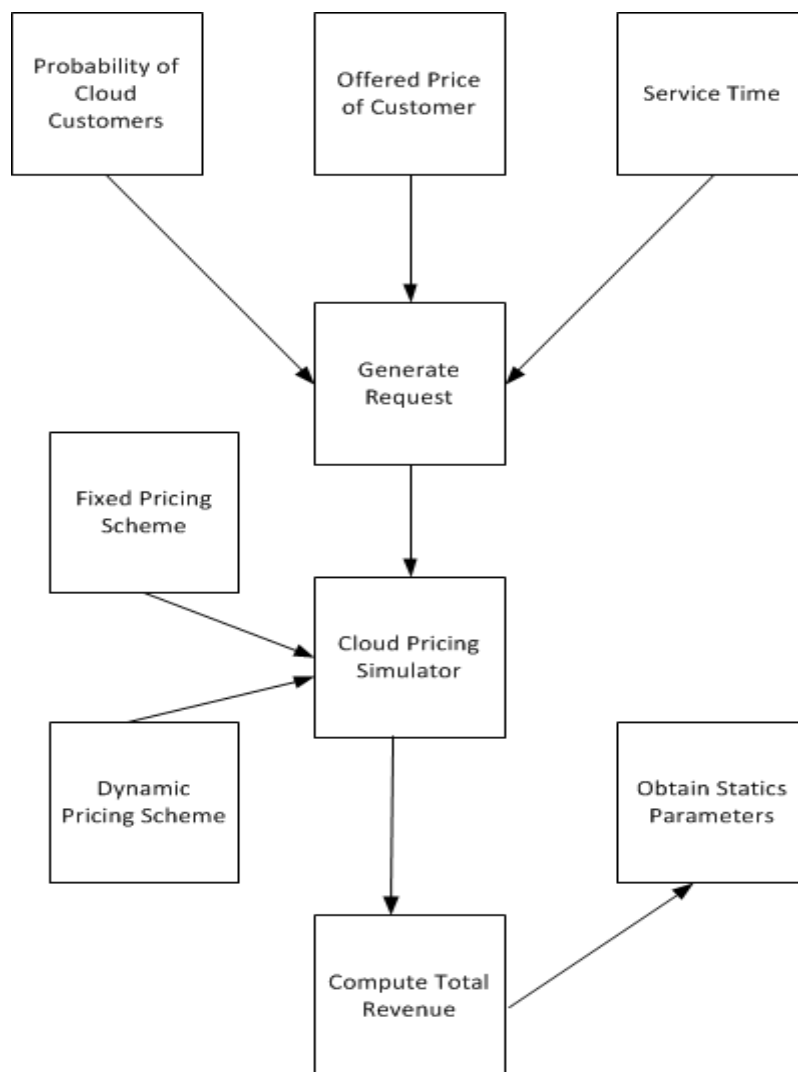 Probability of
Cloud
Customers
Offered Price
of Customer
Service Time
Generate
Request
Fixed Pricing
Scheme
Cloud Pricing
Simulator
Dynamic
Pricing Scheme
Obtain Statics
Parameters
Compute Total
Revenue